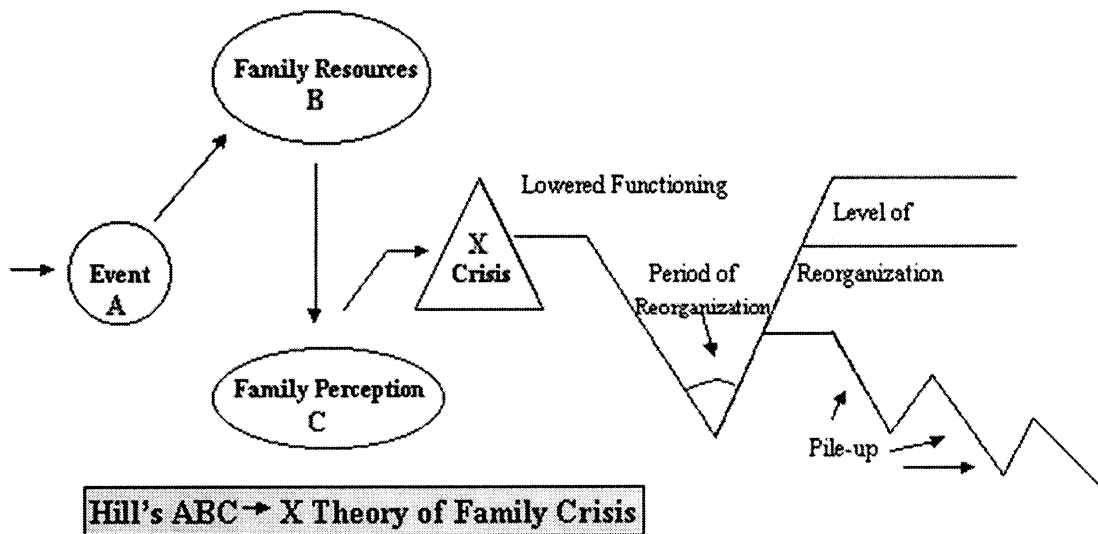 Family Resources
B
Event
A
Family Perception
C
X
Crisis
Lowered Functioning
Period of
Reorganization
Level of
Reorganization
Pile-up
Hill's ABC→ X Theory of Family Crisis